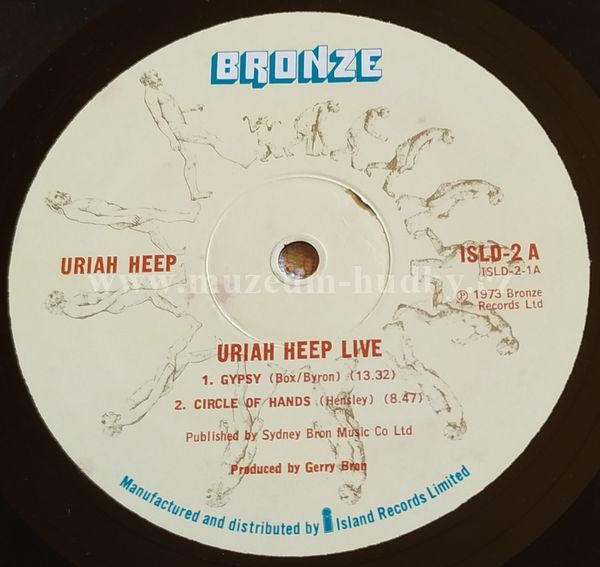 BRONZE
URIAH HEEP
ISLD-2 A
ISLD-2-1A
℗ 1973 Bronze
Records Ltd
www.muzeum-hudby.cz
URIAH HEEP LIVE
1. GYPSY (Box/Byron) (13.32)
2. CIRCLE OF HANDS (Hensley) (8.47)
Published by Sydney Bron Music Co Ltd
Produced by Gerry Bron
Manufactured and distributed by i Island Records Limited